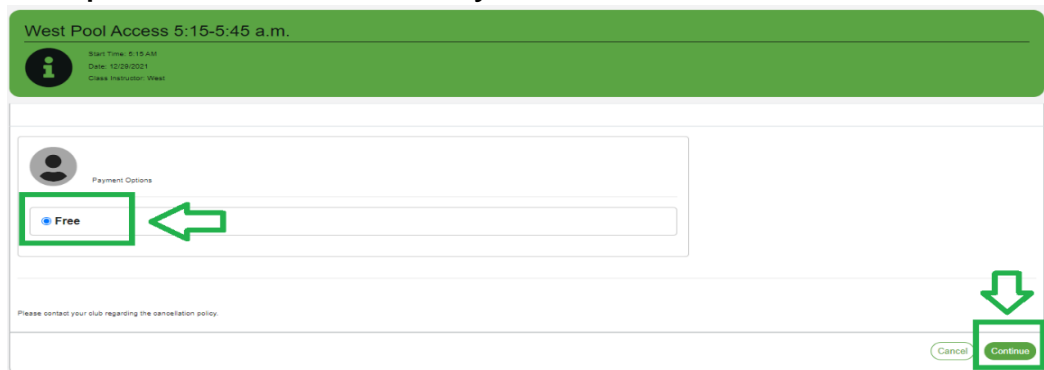 West Pool Access 5:15-5:45 a.m.
Start Time: 5:15 AM
Date: 12/29/2021
Class Instructor: West
Payment Options
Free
Please contact your club regarding the cancellation policy.
Cancel
Continue